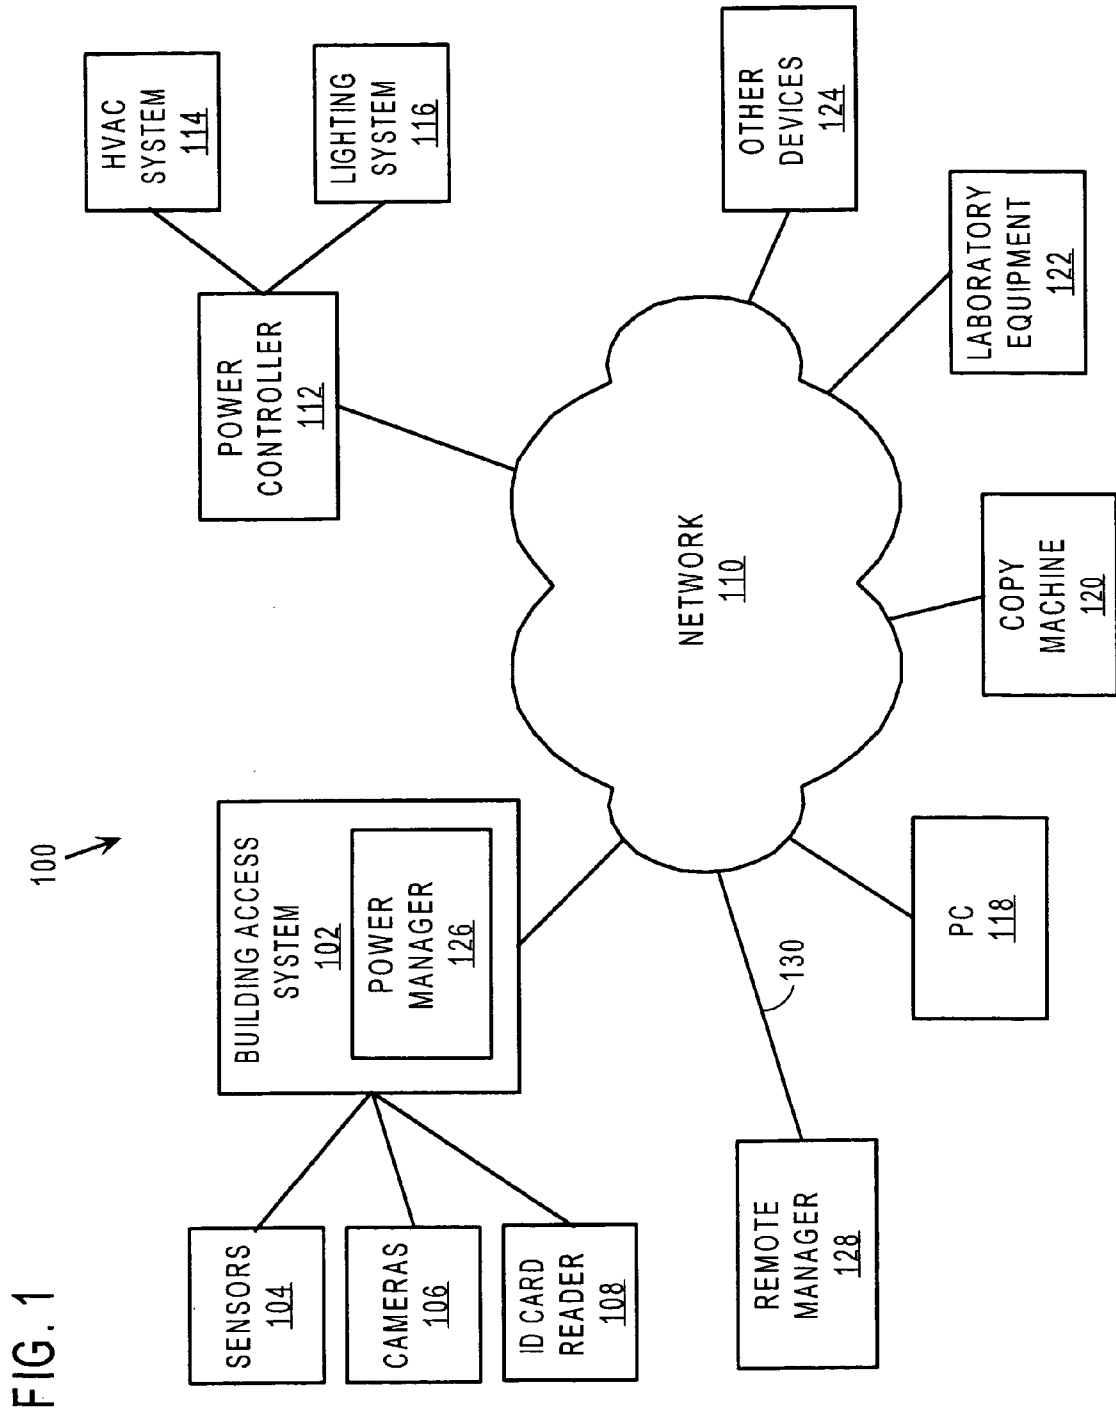 FIG. 1
100
SENSORS
104
CAMERAS
106
ID CARD
READER
108
BUILDING ACCESS
SYSTEM
102
POWER
MANAGER
126
POWER
CONTROLLER
112
HVAC
SYSTEM
114
LIGHTING
SYSTEM
116
NETWORK
110
REMOTE
MANAGER
128
130
PC
118
COPY
MACHINE
120
LABORATORY
EQUIPMENT
122
OTHER
DEVICES
124